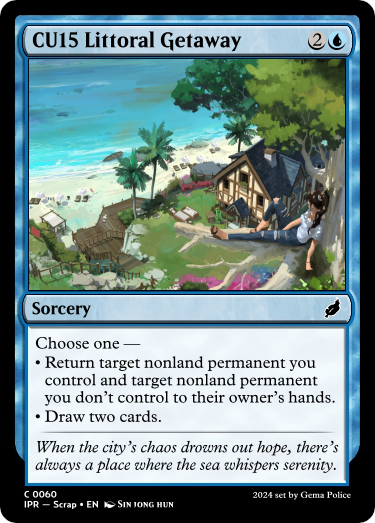 CU15 Littoral Getaway 2
Sorcery
Choose one —
• Return target nonland permanent you
control and target nonland permanent
you don't control to their owner's hands.
• Draw two cards.
When the city's chaos drowns out hope, there's
always a place where the sea whispers serenity.
C 0060
IPR — Scrap • EN Sin jong hun
2024 set by Gema Police